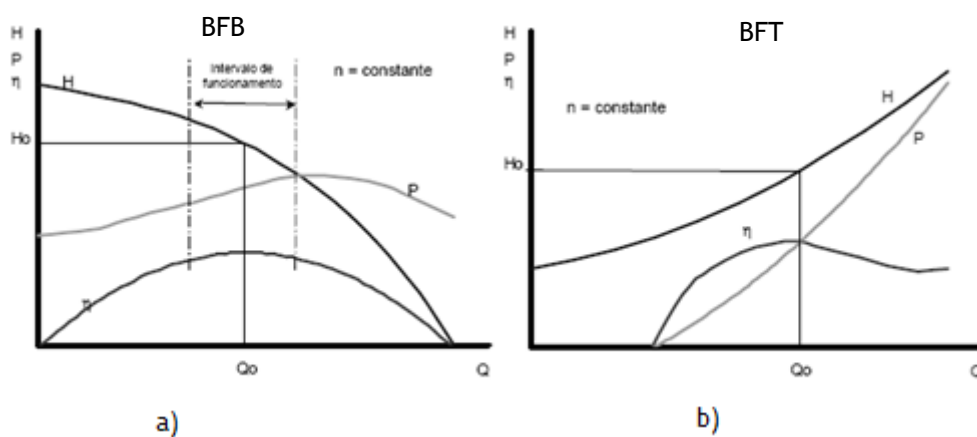 BFB
H
P
η
H
Intervalo de
funcionamento
n = constante
Ho
P
η
Qo
Q
a)
BFT
H
P
η
n = constante
H
P
Ho
η
Qo
Q
b)